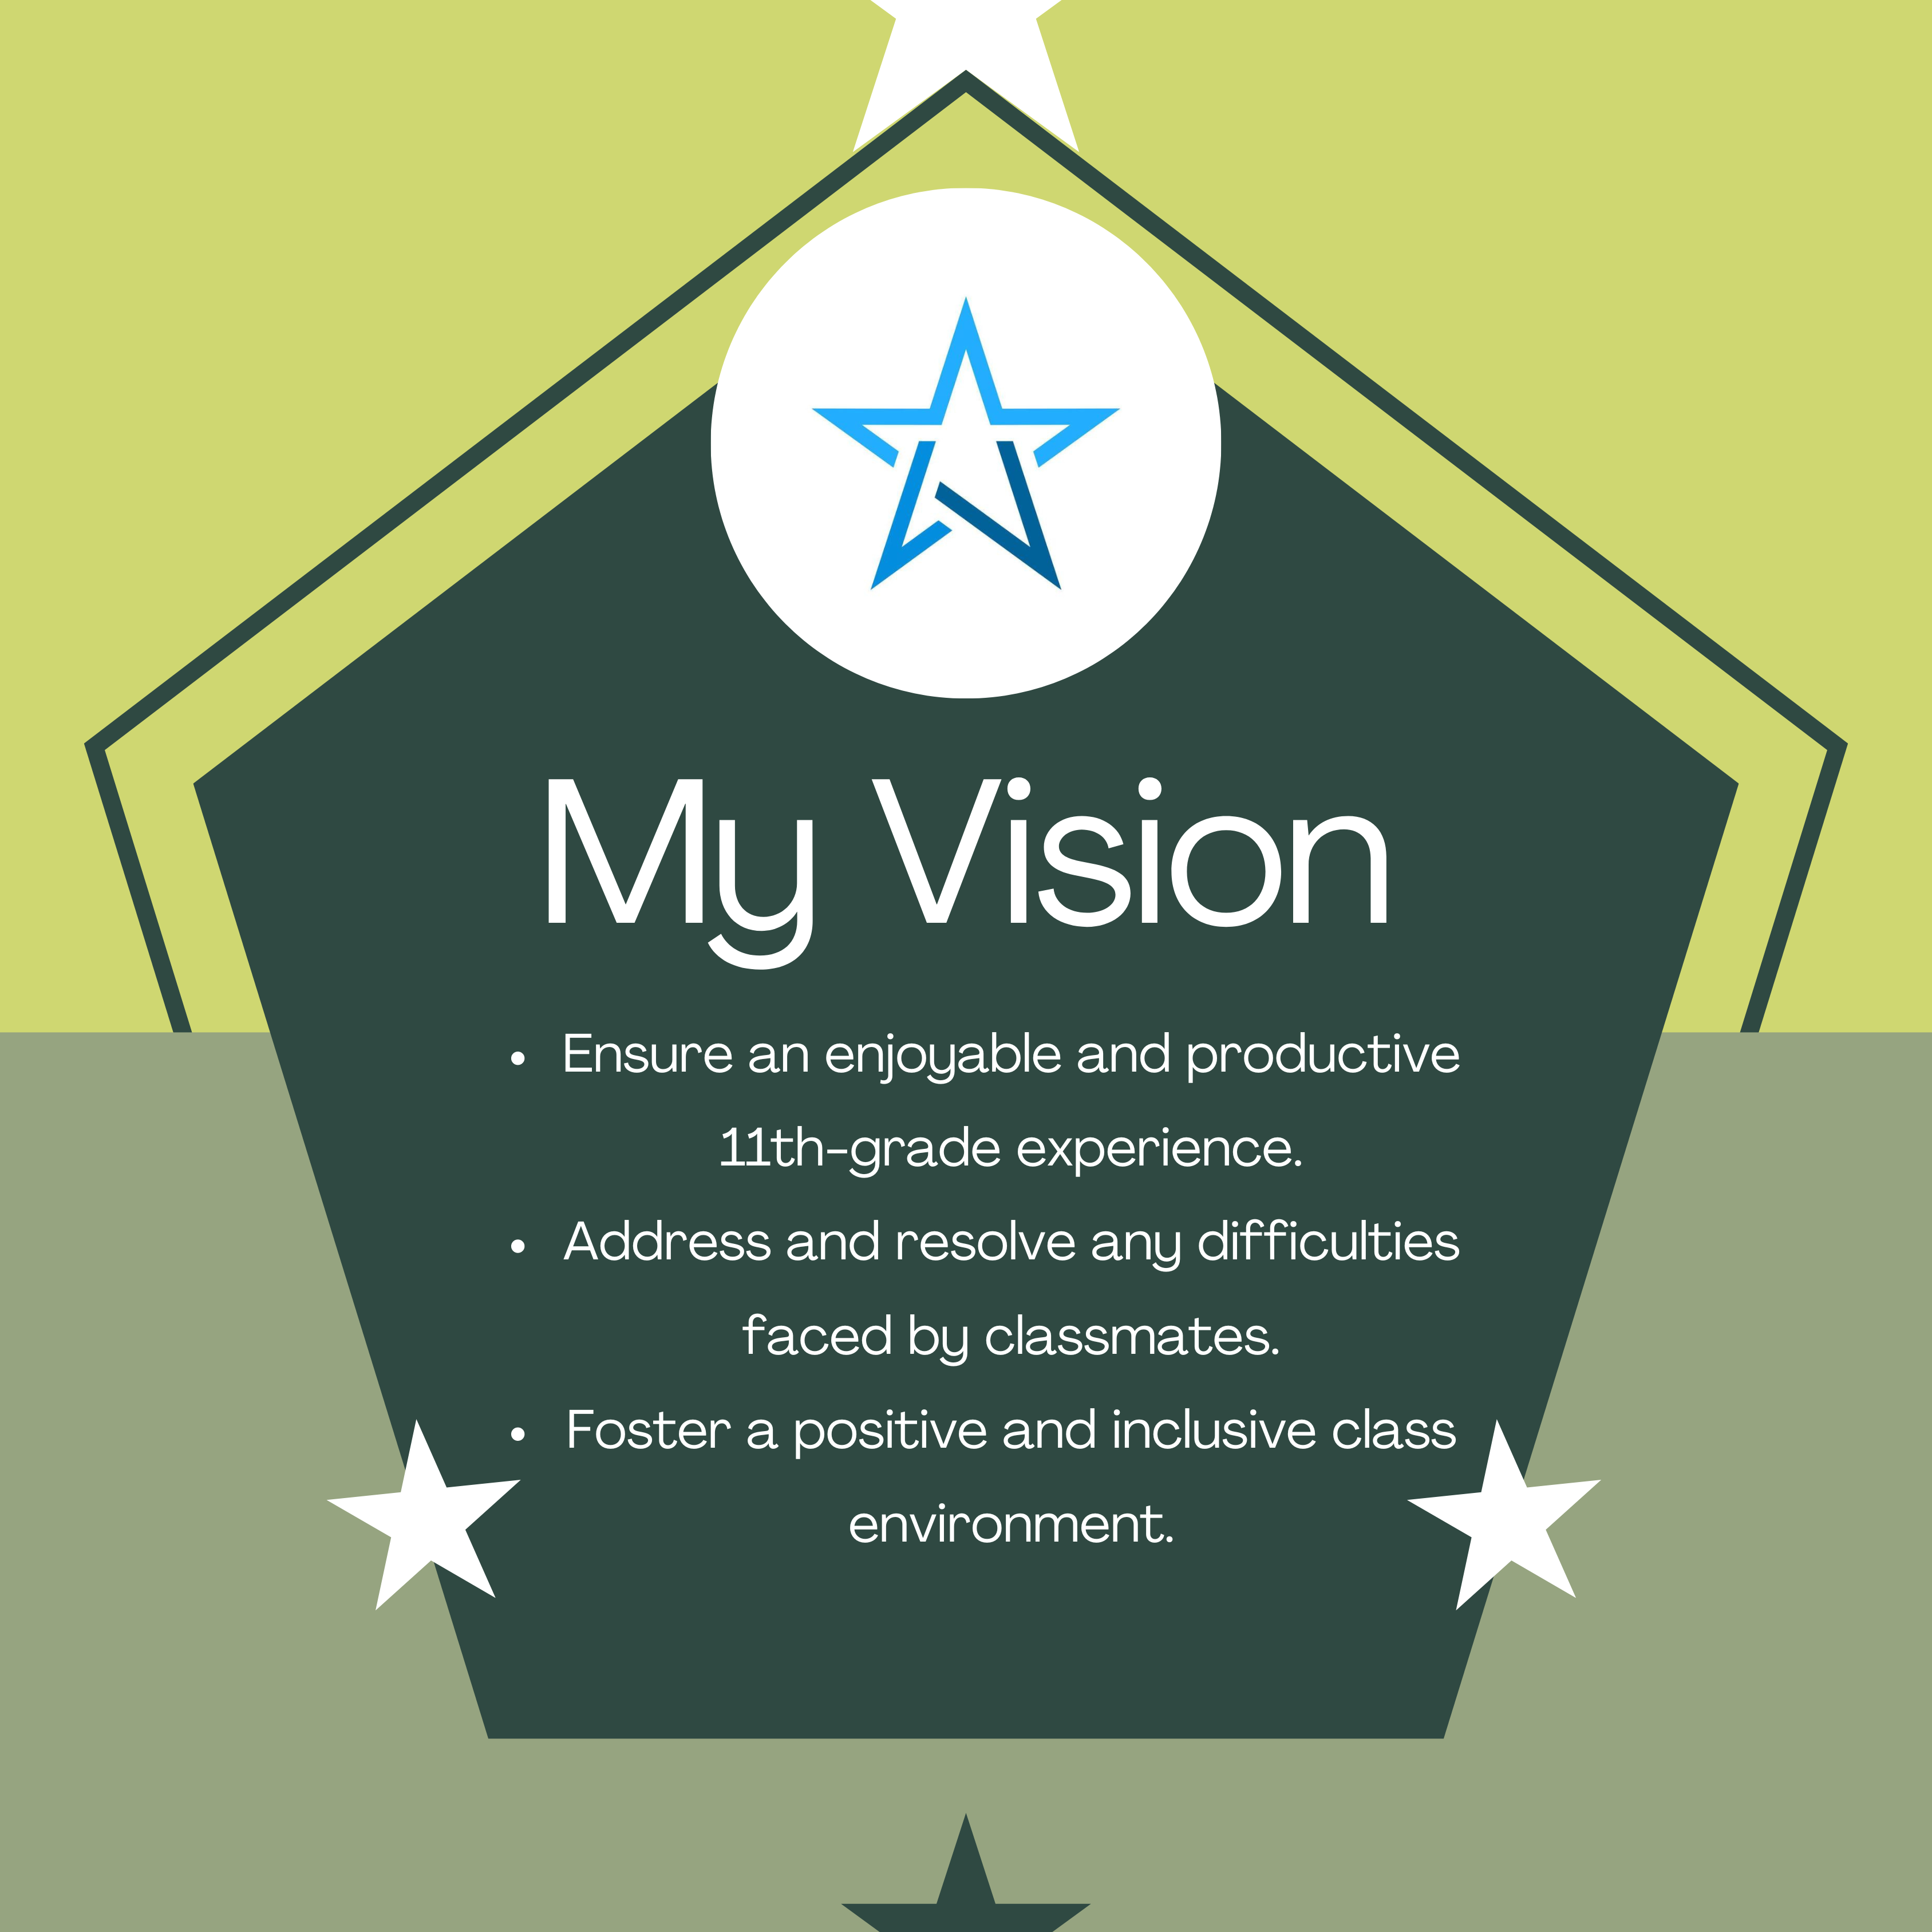 My Vision
• Ensure an enjoyable and productive
11th-grade experience.
• Address and resolve any difficulties
faced by classmates.
• Foster a positive and inclusive class
environment.